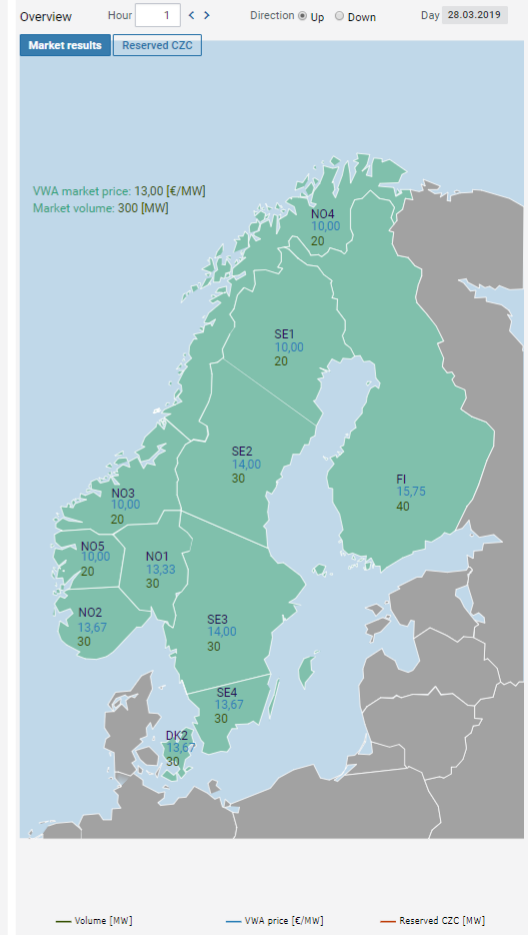 Overview Hour 1 < > Direction Up Down Day 28.03.2019
Market results Reserved CZC
VWA market price: 13,00 [€/MW]
Market volume: 300 [MW]
NO4
10,00
20
SE1
10,00
20
SE2
14,00
30
FI
15,75
40
NO3
10,00
20
NO5
10,00
20
NO1
13,33
30
NO2
13,67
30
SE3
14,00
30
SE4
13,67
30
DK2
13,67
30
Volume [MW] VWA price [€/MW] Reserved CZC [MW]